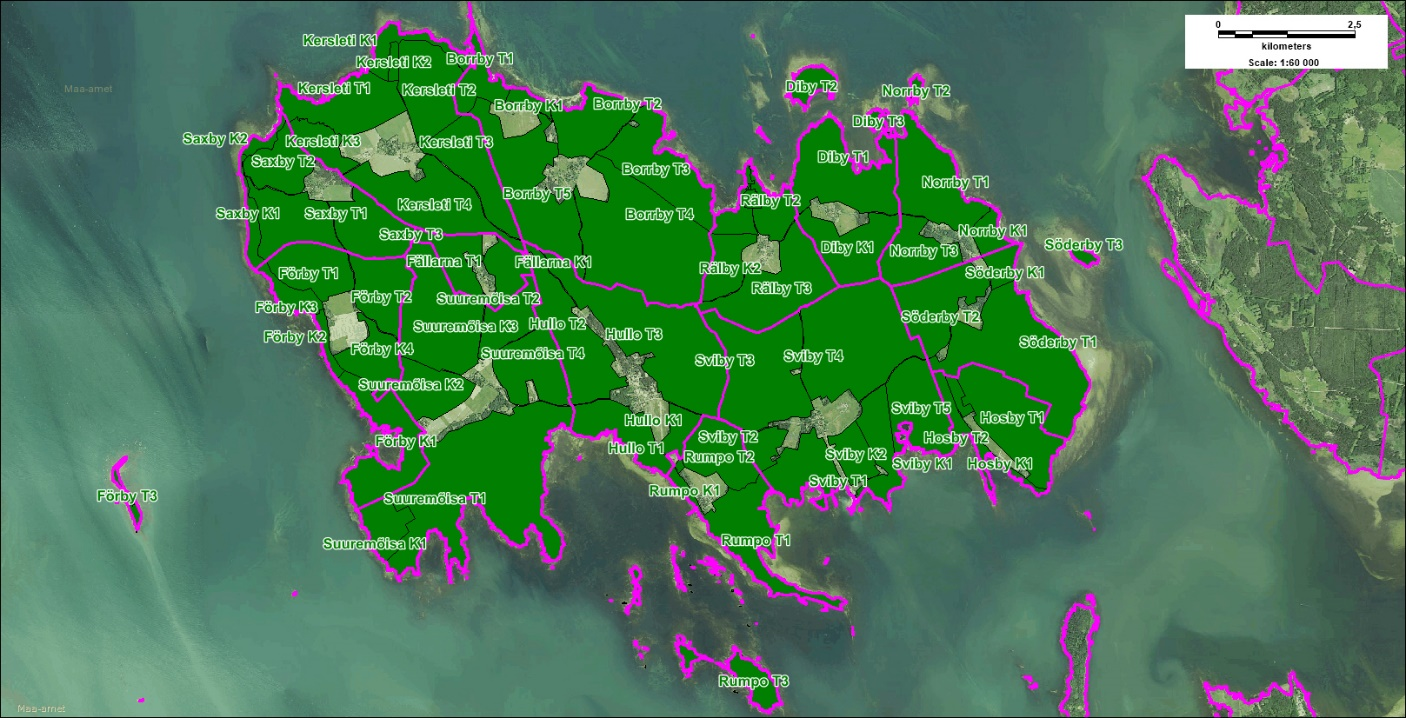 0 2,5
kilometers
Scale: 1:60 000
Kersleti K1
Kersleti K2
Borrby T1
Kersleti T1
Kersleti T2
Maa-amet
Diby T2
Norrby T2
Borrby K1
Borrby T2
Diby T3
Saxby K2
Kersleti K3
Kersleti T3
Saxby T2
Diby T1
Borrby T3
Norrby T1
Borrby T5
Rälby T2
Kersleti T4
Saxby K1
Saxby T1
Borrby T4
Saxby T3
Norrby K1
Diby K1
Norrby T3
Söderby T3
Fällarna T1
Fällarna K1
Rälby K2
Förby T1
Söderby K1
Rälby T3
Förby T2
Suuremõisa T2
Förby K3
Söderby T2
Suuremõisa K3
Hullo T2
Hullo T3
Förby K2
Söderby T1
Förby K4
Suuremõisa T4
Sviby T3
Sviby T4
Suuremõisa K2
Sviby T5
Hosby T1
Hullo K1
Förby K1
Sviby T2
Hosby T2
Hullo T1
Rumpo T2
Sviby K2
Sviby K1
Hosby K1
Sviby T1
Rumpo K1
Förby T3
Suuremõisa T1
Rumpo T1
Suuremõisa K1
Rumpo T3
Maa-amet